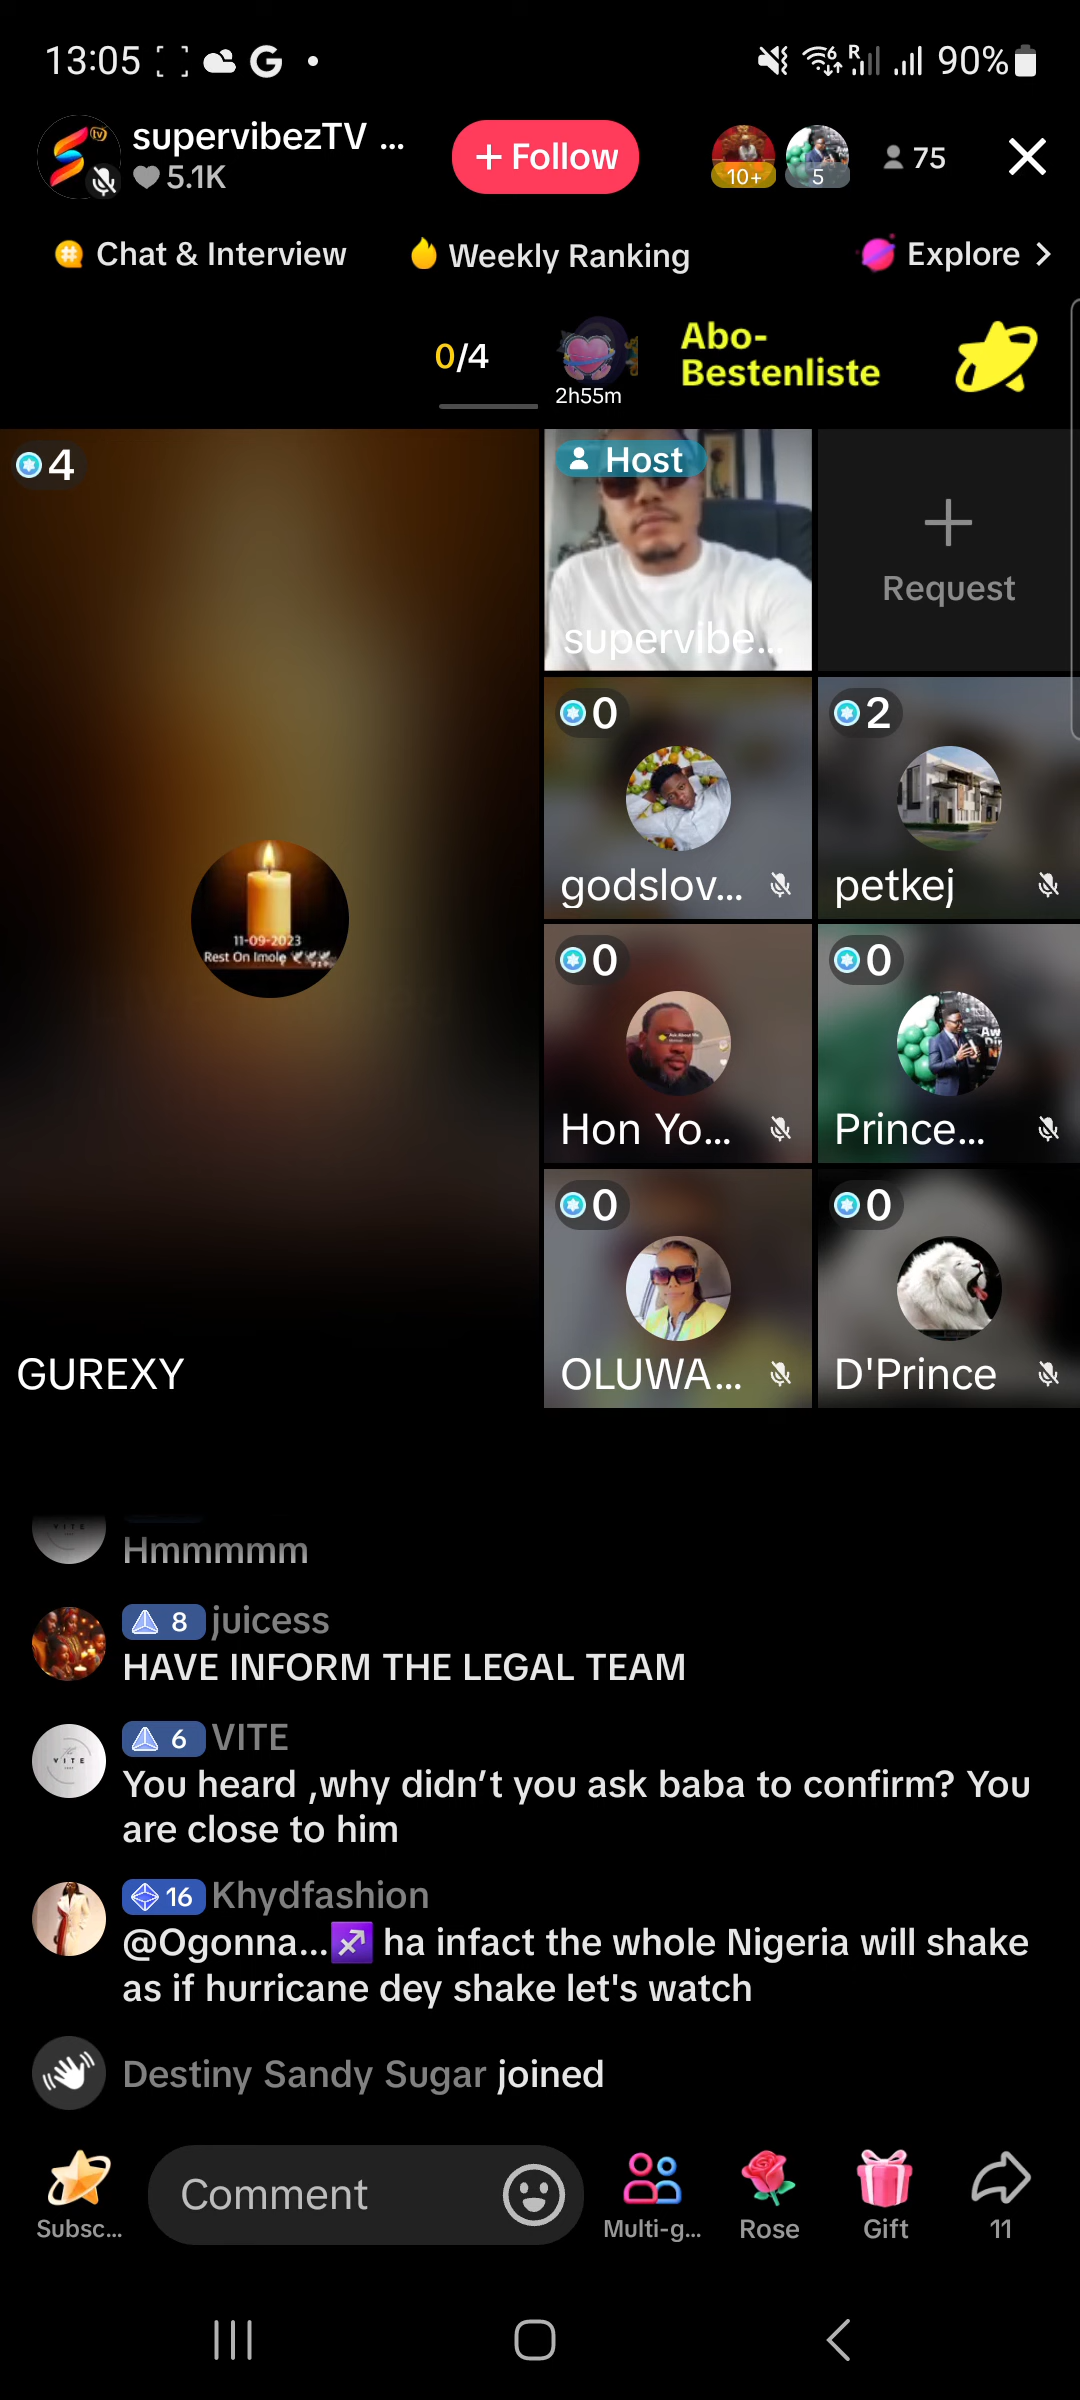 13:05
90%
supervibezTV ...
5.1K
+ Follow
10+
5
75
Chat & Interview
Weekly Ranking
Explore >
0/4
2h55m
Abo-
Bestenliste
4
Host
supervibe...
Request
0
godslov...
2
petkej
11-09-2023
Rest On Imole
0
Hon Yo...
0
Prince...
0
OLUWA...
0
D'Prince
GUREXY
VITE
Hmmmmm
8 juicess
HAVE INFORM THE LEGAL TEAM
VITE
6 VITE
You heard ,why didn’t you ask baba to confirm? You
are close to him
16 Khydfashion
@Ogonna...♐ ha infact the whole Nigeria will shake
as if hurricane dey shake let's watch
Destiny Sandy Sugar joined
Comment
Subsc...
Multi-g...
Rose
Gift
11